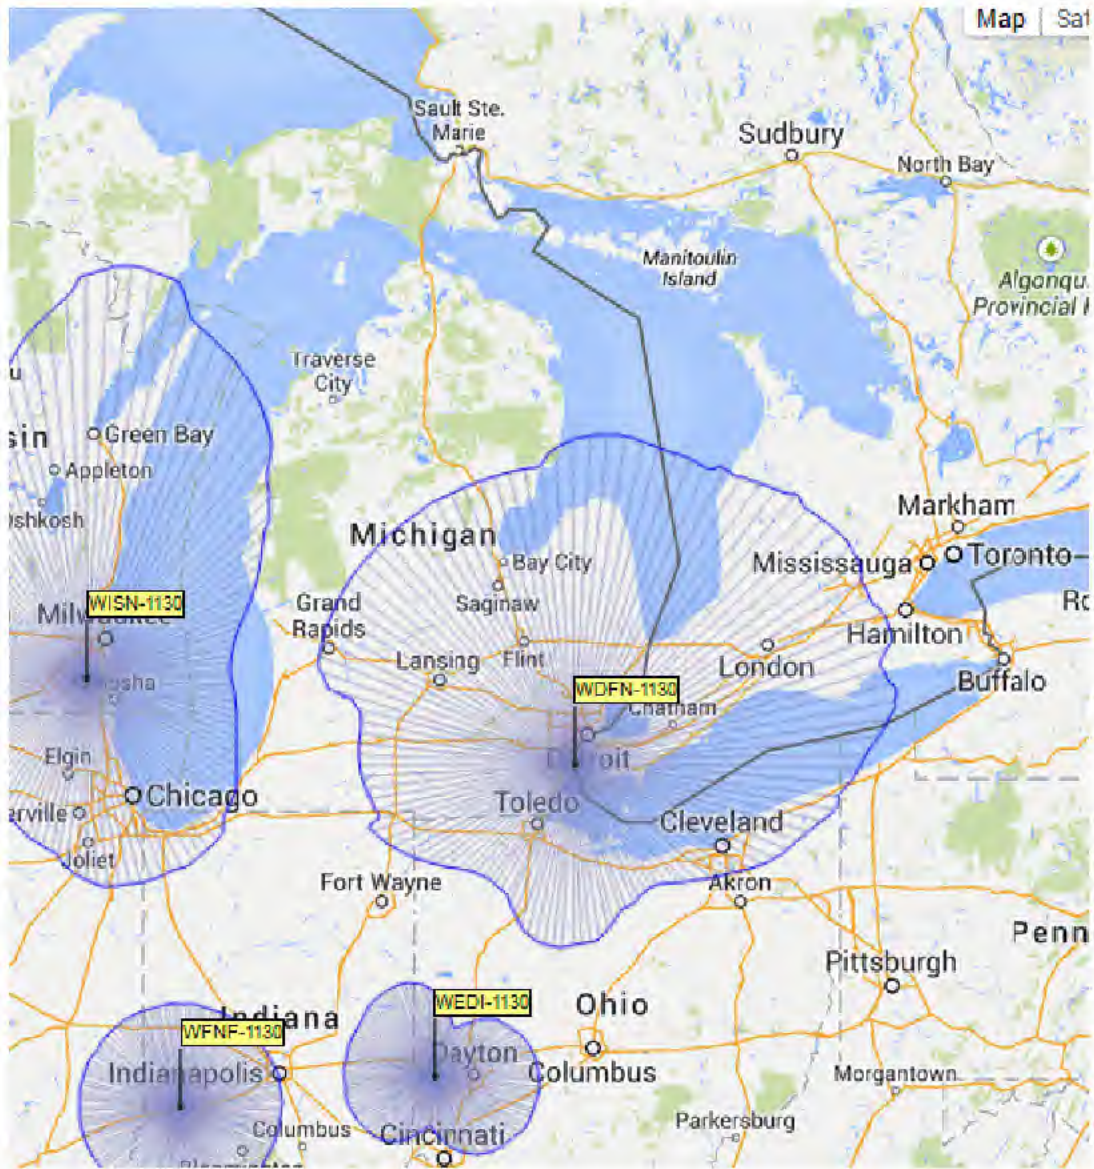 Map
Sault Ste.
Marie
Sudbury
North Bay
Manitoulin
Island
Algonqu
Provincial
Traverse
City
Green Bay
sin
Appleton
shkosh
Michigan
Bay City
Saginaw
Markham
Mississauga
Toronto
WISN-1130
Grand
Rapids
Lansing
Flint
London
Hamilton
Buffalo
WDFN-1130
Chatham
Elgin
Chicago
erville
Joliet
Toledo
Cleveland
Fort Wayne
Akron
Penn
Pittsburgh
WEDI-1130
Ohio
WFNF-1130
Indiana
Indianapolis
Dayton
Columbus
Morgantown
Columbus
Cincinnati
Parkersburg